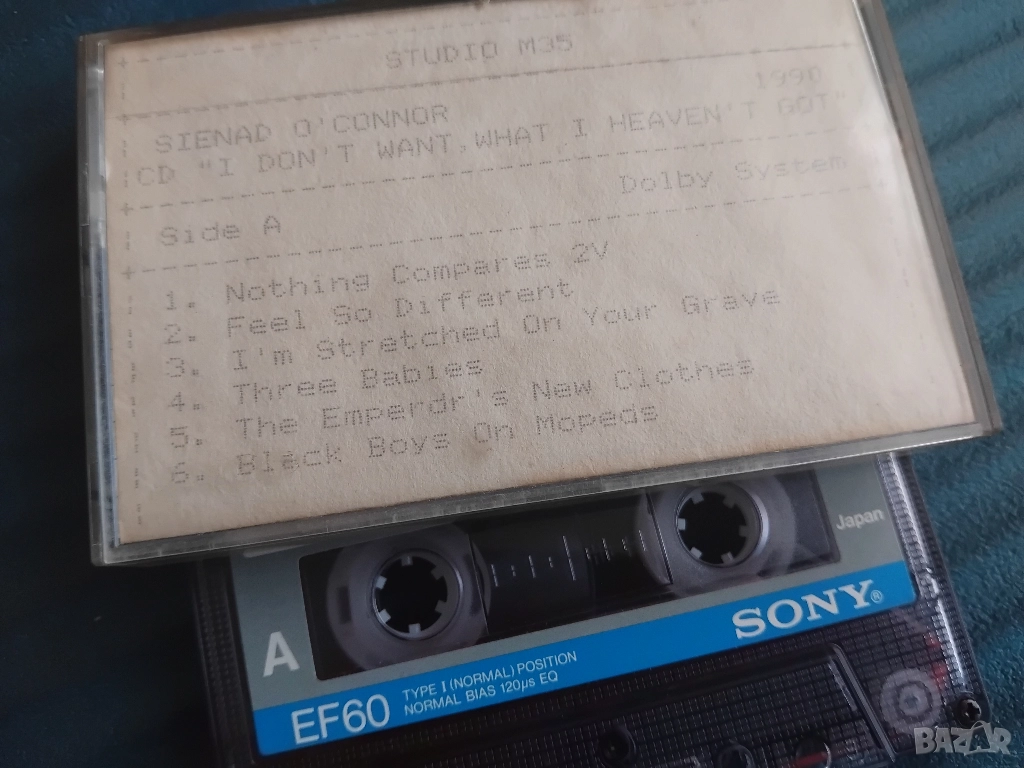 STUDIO M35
1990
SIENAD O'CONNOR
CD "I DON'T WANT,WHAT I HEAVEN'T GOT"
Dolby System
Side A
1. Nothing Compares 2V
2. Feel So Different
3. I'm Stretched On Your Grave
4. Three Babies
5. The Emperdr's New Clothes
6. Black Boys On Mopeds
Japan
SONY®
A
EF60
TYPE I (NORMAL) POSITION
NORMAL BIAS 120µs EQ
BAZAR